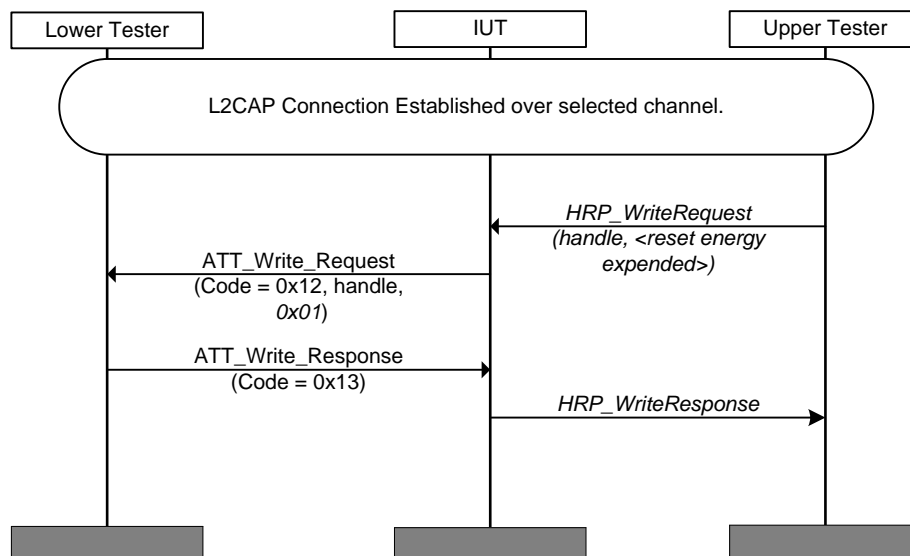 Lower Tester
IUT
Upper Tester
L2CAP Connection Established over selected channel.
HRP_WriteRequest
(handle, <reset energy
expended>)
ATT_Write_Request
(Code = 0x12, handle,
0x01)
ATT_Write_Response
(Code = 0x13)
HRP_WriteResponse